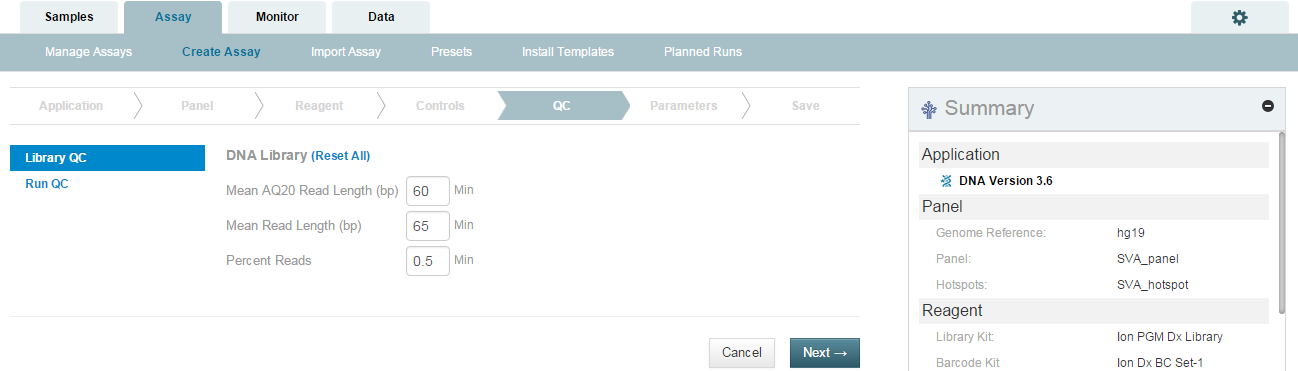 Samples Assay Monitor Data
Manage Assays Create Assay Import Assay Presets Install Templates Planned Runs
Application Panel Reagent Controls QC Parameters Save
Library QC
Run QC
DNA Library (Reset All)
Mean AQ20 Read Length (bp) 60 Min
Mean Read Length (bp) 65 Min
Percent Reads 0.5 Min
Cancel Next →
Summary
Application
DNA Version 3.6
Panel
Genome Reference: hg19
Panel: SVA_panel
Hotspots: SVA_hotspot
Reagent
Library Kit: Ion PGM Dx Library
Barcode Kit Ion Dx BC Set-1